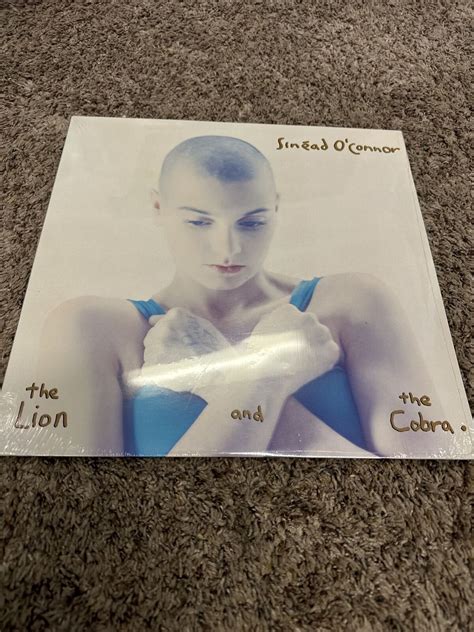 Sinéad O'Connor
the
Lion
and
the
Cobra.